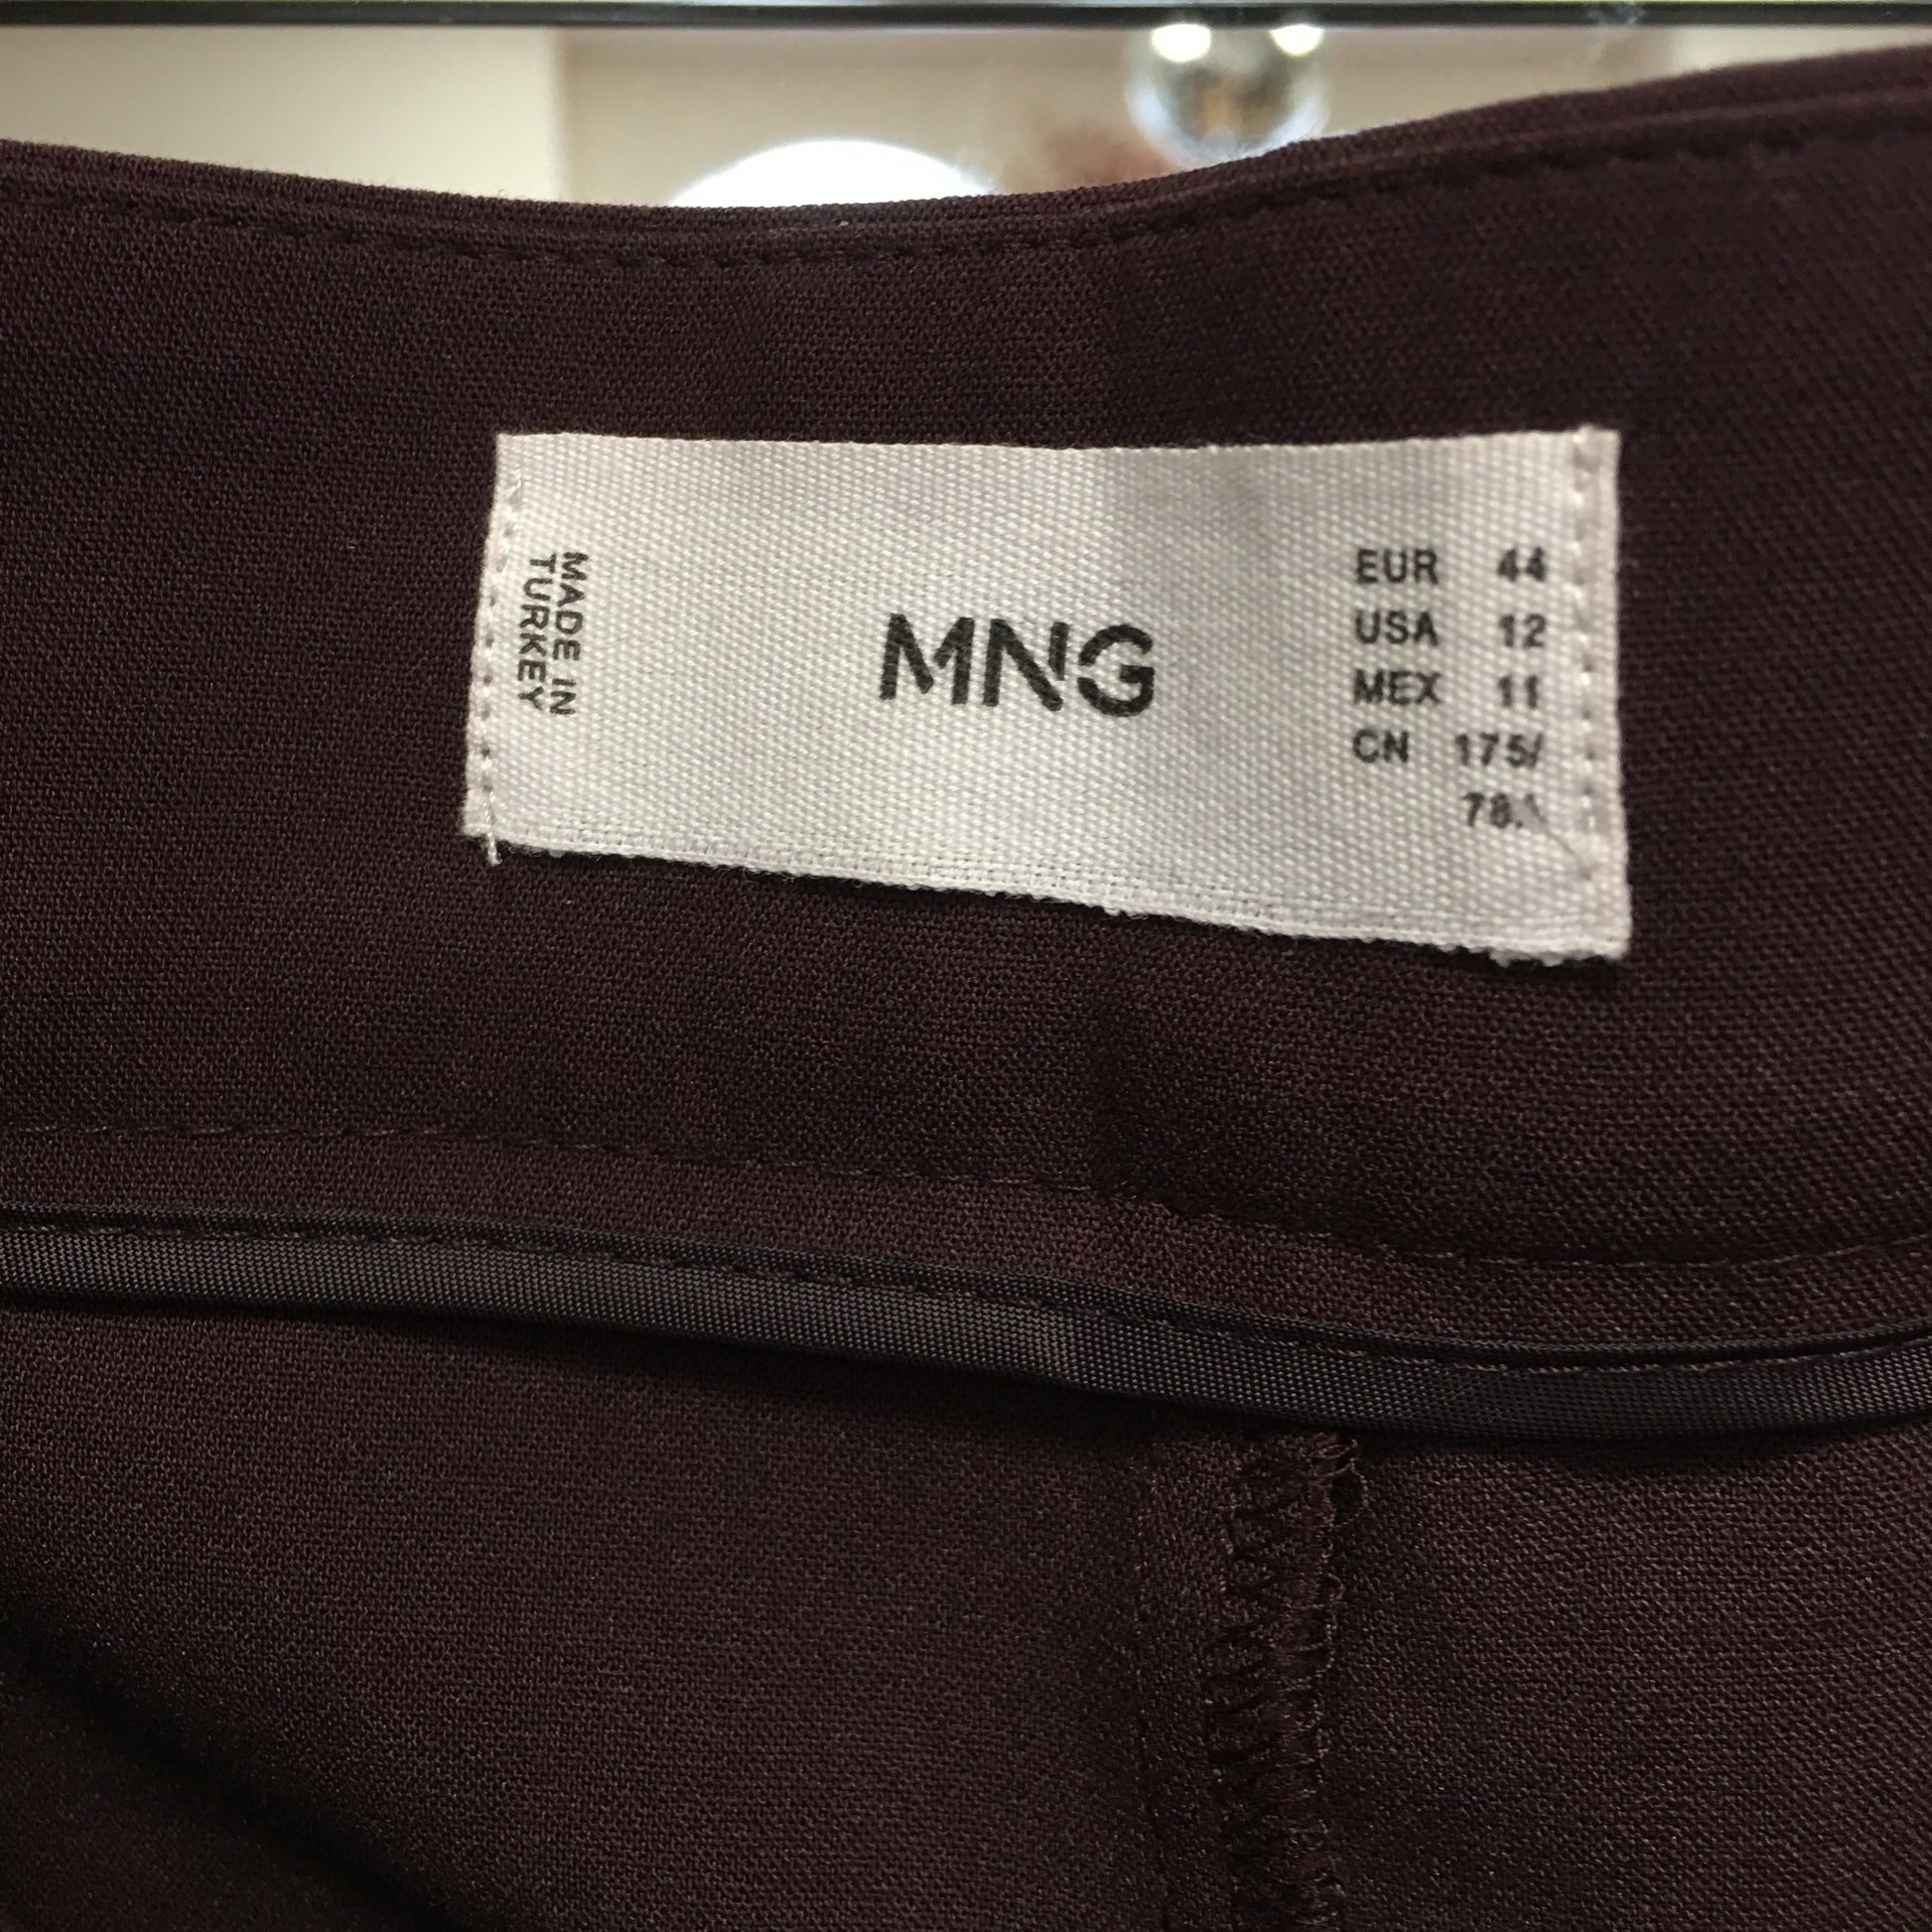 MADE IN
TURKEY
MNG
EUR 44
USA 12
MEX 11
CN 175/